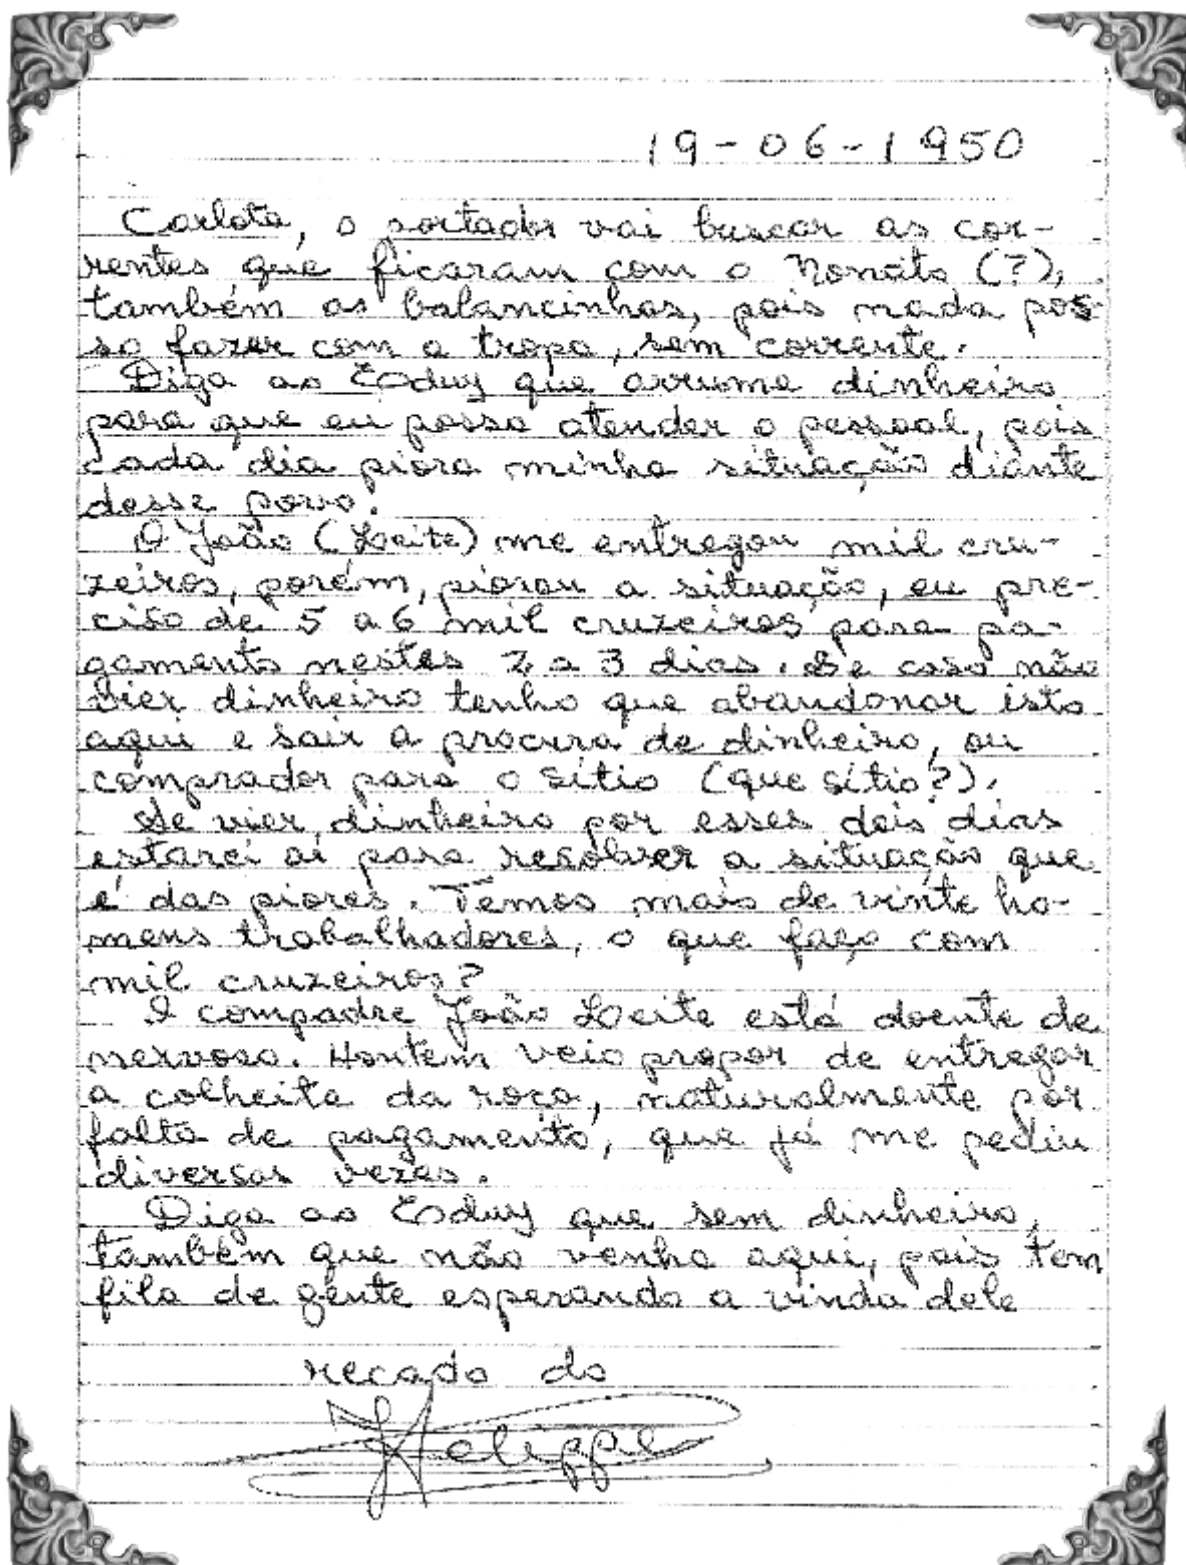 19-06-1950
Carlota, o portador vai buscar as cor-
rentes que ficaram com o Nonato (?),
também as balancinhas, pois nada pos-
so fazer com a tropa, sem corrente.
Diga ao Eduy que arrume dinheiro
para que eu possa atender o pessoal, pois
cada dia piora minha situação diante
desse povo.
O João (Leite) me entregou mil cru-
zeiros, porém, piorou a situação, eu pre-
ciso de 5 a 6 mil cruzeiros para pa-
gamento nestes 2 a 3 dias. Se caso não
vier dinheiro tenho que abandonar isto
aqui e sair a procura de dinheiro, ou
comprador para o sítio (que sítio?).
Se vier dinheiro por esses dois dias
estarei aí para resolver a situação que
é das piores. Temos mais de vinte ho-
mens trabalhadores, o que faço com
mil cruzeiros?
O compadre João Leite está doente de
nervoso. Hontem veio propor de entregar
a colheita da roça, naturalmente por
falta de pagamento, que já me pediu
diversas vezes.
Diga ao Eduy que sem dinheiro,
também que não venha aqui, pois tem
fila de gente esperando a vinda dele
recado do
Felippe